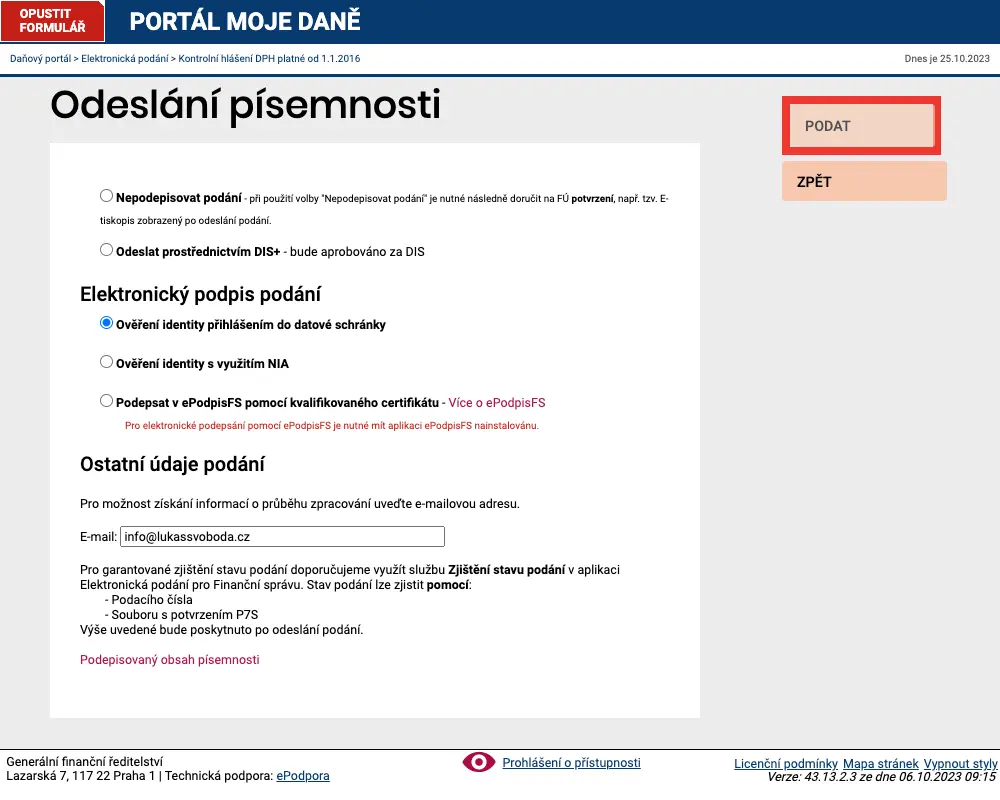 OPUSTIT
FORMULÁŘ
PORTÁL MOJE DANĚ
Daňový portál > Elektronická podání > Kontrolní hlášení DPH platné od 1.1.2016
Dnes je 25.10.2023
Odeslání písemnosti
PODAT
ZPĚT
Nepodepisovat podání - při použití volby "Nepodepisovat podání" je nutné následně doručit na FÚ potvrzení, např. tzv. E-
tiskopis zobrazený po odeslání podání.
Odeslat prostřednictvím DIS+ - bude aprobováno za DIS
Elektronický podpis podání
Ověření identity přihlášením do datové schránky
Ověření identity s využitím NIA
Podepsat v ePodpisFS pomocí kvalifikovaného certifikátu - Více o ePodpisFS
Pro elektronické podepsání pomocí ePodpisFS je nutné mít aplikaci ePodpisFS nainstalovánu.
Ostatní údaje podání
Pro možnost získání informací o průběhu zpracování uveďte e-mailovou adresu.
E-mail: info@lukassvoboda.cz
Pro garantované zjištění stavu podání doporučujeme využít službu Zjištění stavu podání v aplikaci
Elektronická podání pro Finanční správu. Stav podání lze zjistit pomocí:
- Podacího čísla
- Souboru s potvrzením P7S
Výše uvedené bude poskytnuto po odeslání podání.
Podepisovaný obsah písemnosti
Generální finanční ředitelství
Lazarská 7, 117 22 Praha 1 | Technická podpora: ePodpora
Prohlášení o přístupnosti
Licenční podmínky Mapa stránek Vypnout styly
Verze: 43.13.2.3 ze dne 06.10.2023 09:15